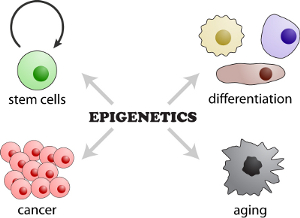 stem cells
differentiation
EPIGENETICS
cancer
aging